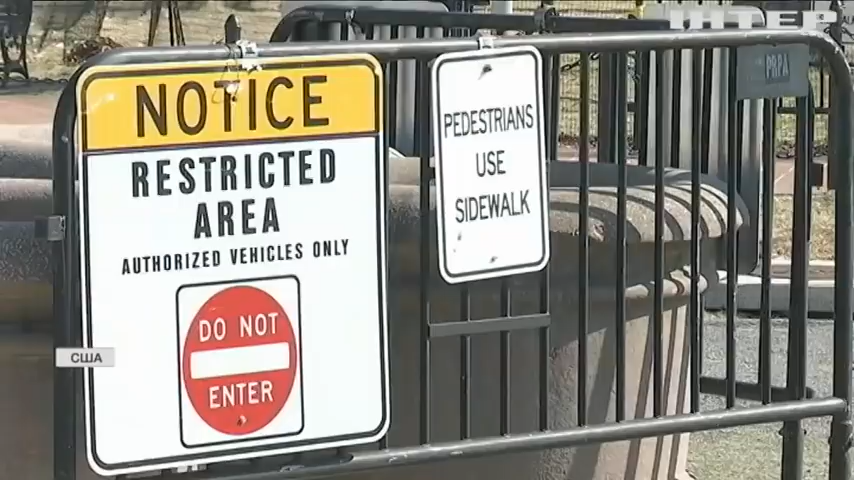 ІНТЕР
NOTICE
RESTRICTED
AREA
AUTHORIZED VEHICLES ONLY
DO NOT
ENTER
PEDESTRIANS
USE
SIDEWALK
PRPA
США